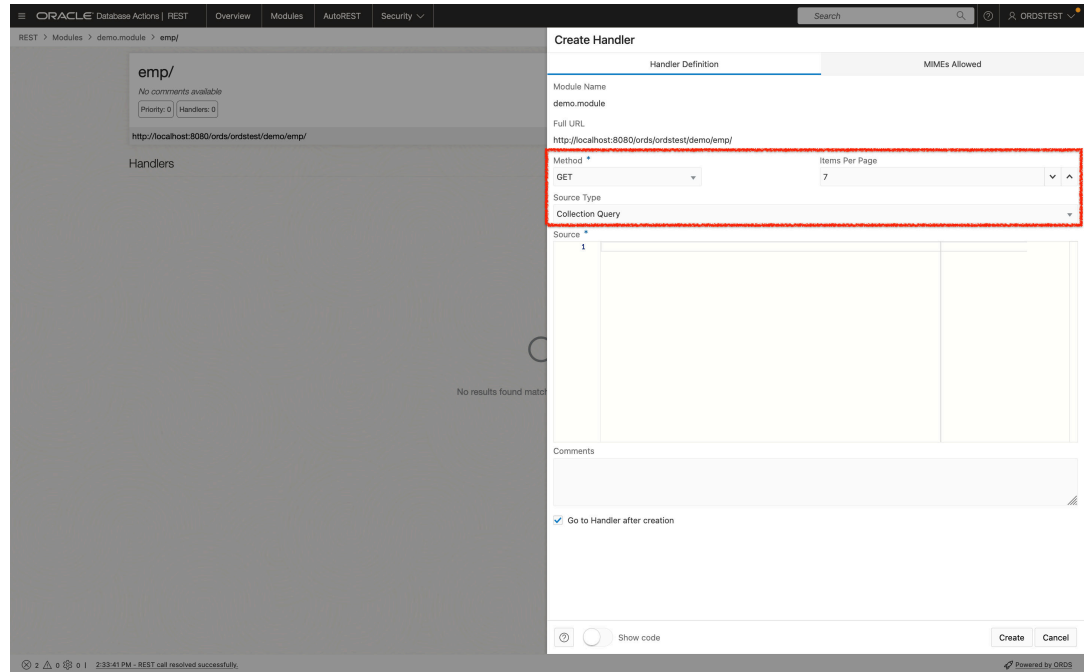 ORACLE Database Actions | REST Overview Modules AutoREST Security Search ORDSTEST
REST > Modules > demo.module > emp/
emp/
No comments available
Priority: 0 Handlers: 0
http://localhost:8080/ords/ordstest/demo/emp/
Handlers
No results found match
Create Handler
Handler Definition MIMEs Allowed
Module Name
demo.module
Full URL
http://localhost:8080/ords/ordstest/demo/emp/
Method * Items Per Page
GET 7
Source Type
Collection Query
Source *
1
Comments
Go to Handler after creation
Show code Create Cancel
2 0 0 | 2:33:41 PM - REST call resolved successfully. Powered by ORDS